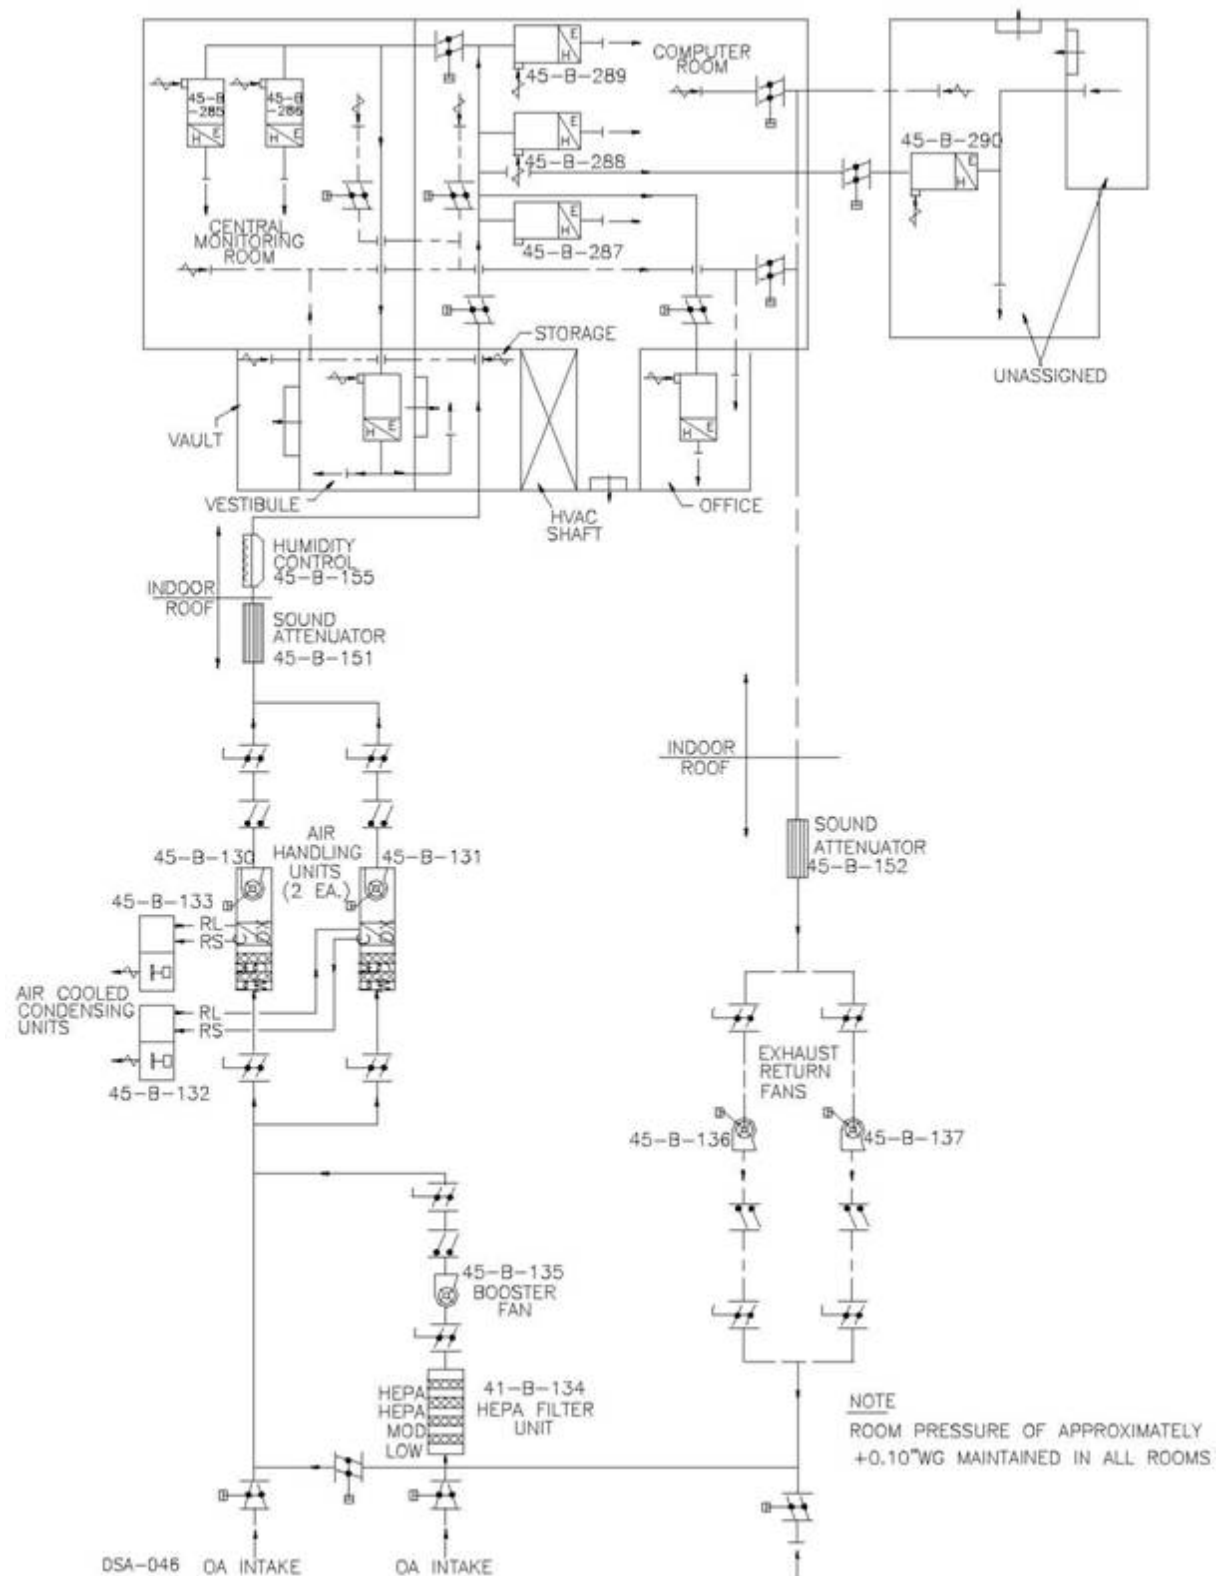 45-B-289
COMPUTER
ROOM
45-B
-285
45-B
-286
E
H
45-B-288
E
H
45-B-290
E
H
H
E
H
E
CENTRAL
MONITORING
ROOM
E
H
45-B-287
STORAGE
UNASSIGNED
VAULT
H
E
H
E
VESTIBULE
HVAC
SHAFT
OFFICE
HUMIDITY
CONTROL
45-B-155
INDOOR
ROOF
SOUND
ATTENUATOR
45-B-151
INDOOR
ROOF
SOUND
ATTENUATOR
45-B-152
AIR
HANDLING
UNITS
(2 EA.)
45-B-130
45-B-131
45-B-133
RL
RS
DX
DX
AIR COOLED
CONDENSING
UNITS
RL
RS
45-B-132
EXHAUST
RETURN
FANS
45-B-136
45-B-137
45-B-135
BOOSTER
FAN
HEPA
HEPA
MOD
LOW
41-B-134
HEPA FILTER
UNIT
NOTE
ROOM PRESSURE OF APPROXIMATELY
+0.10"WG MAINTAINED IN ALL ROOMS
DSA-046
OA INTAKE
OA INTAKE